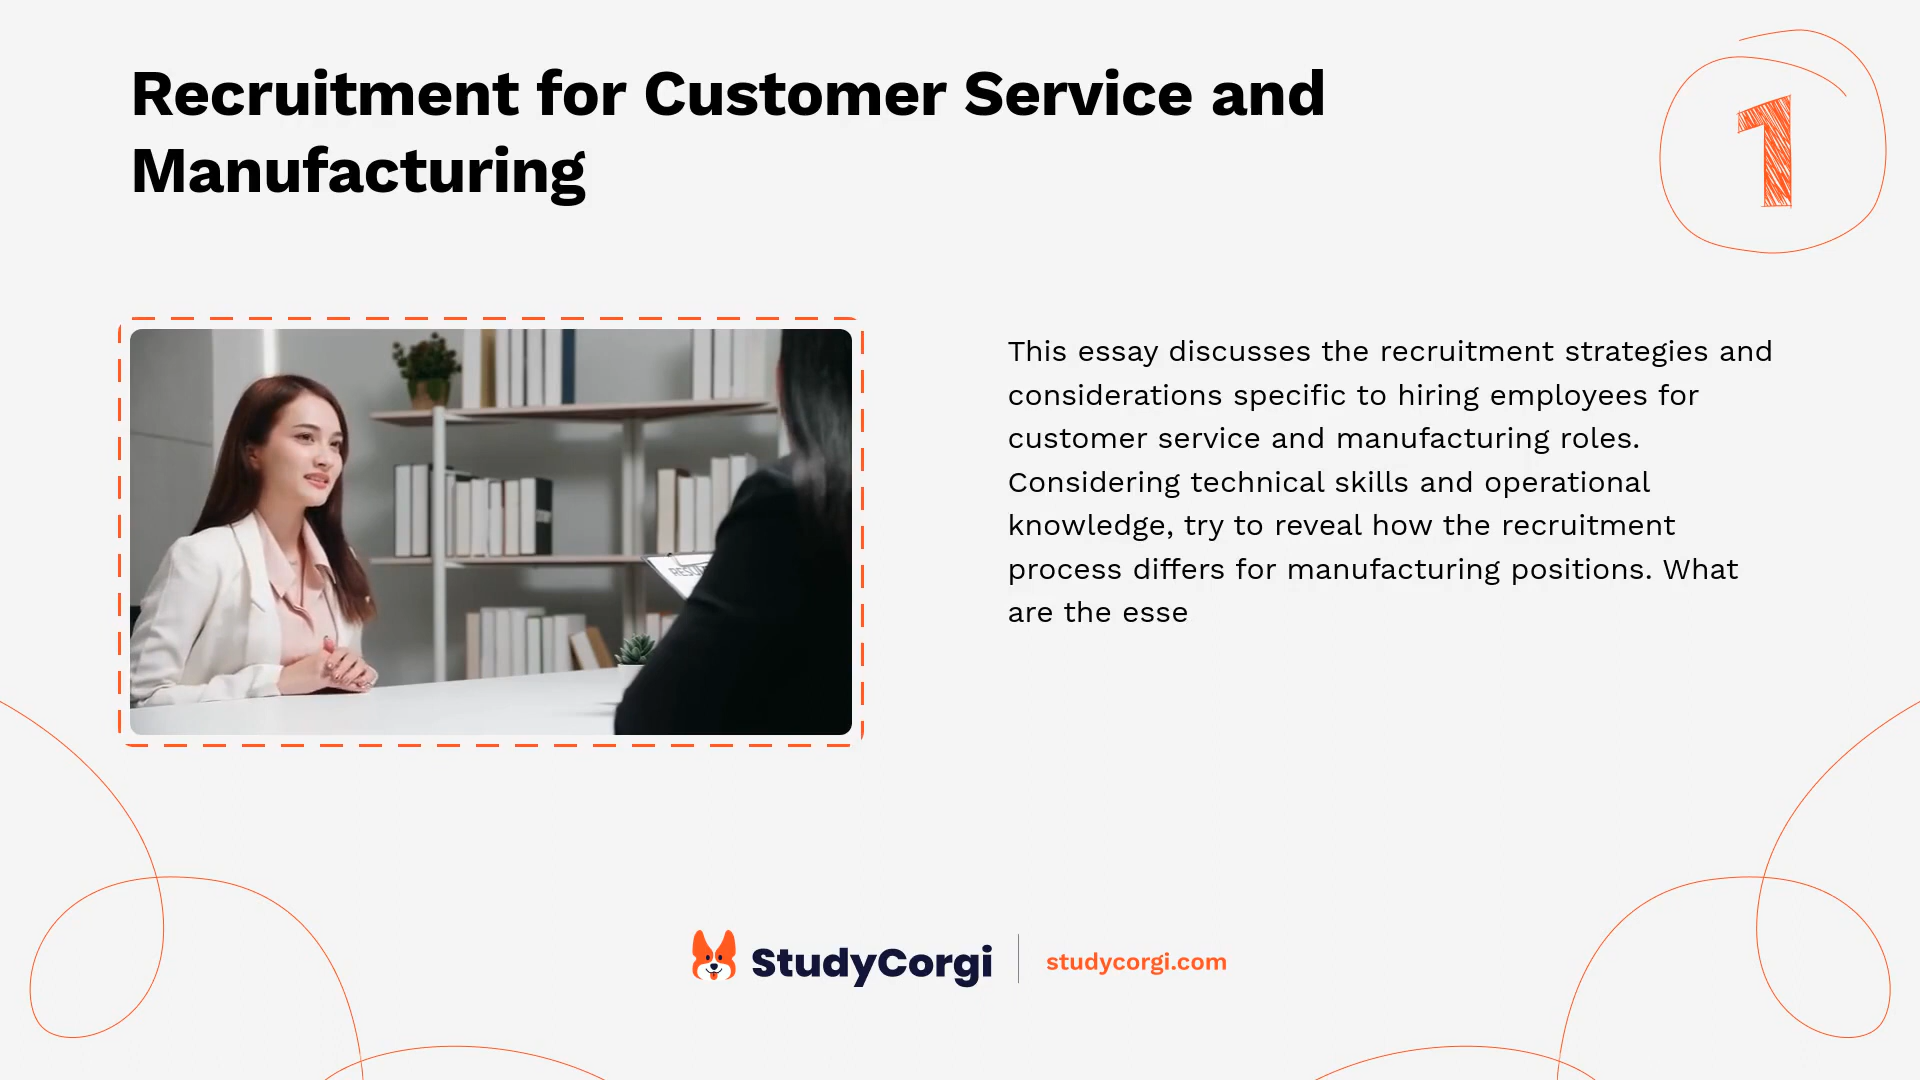 Recruitment for Customer Service and
Manufacturing
1
This essay discusses the recruitment strategies and
considerations specific to hiring employees for
customer service and manufacturing roles.
Considering technical skills and operational
knowledge, try to reveal how the recruitment
process differs for manufacturing positions. What
are the esse
StudyCorgi
studycorgi.com